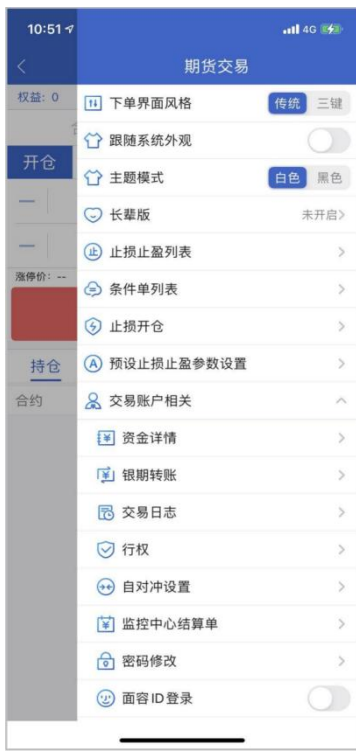 10:51
4G
期货交易
权益: 0
下单界面风格 传统 三键
跟随系统外观
开仓
主题模式 白色 黑色
长辈版 未开启>
止损止盈列表
涨停价: --
条件单列表
止损开仓
持仓
预设止损止盈参数设置
合约
交易账户相关
资金详情
银期转账
交易日志
行权
自对冲设置
监控中心结算单
密码修改
面容ID登录